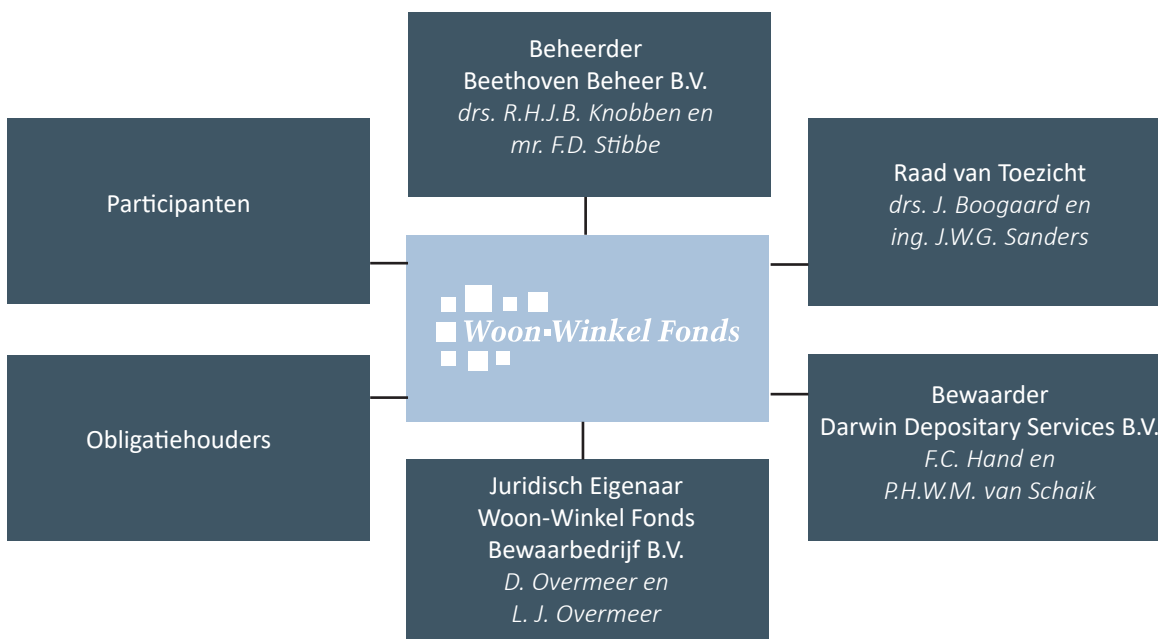 Beheerder
Beethoven Beheer B.V.
drs. R.H.J.B. Knobben en
mr. F.D. Stibbe
Participanten
Raad van Toezicht
drs. J. Boogaard en
ing. J.W.G. Sanders
Woon-Winkel Fonds
Obligatiehouders
Bewaarder
Darwin Depositary Services B.V.
F.C. Hand en
P.H.W.M. van Schaik
Juridisch Eigenaar
Woon-Winkel Fonds
Bewaarbedrijf B.V.
D. Overmeer en
L. J. Overmeer